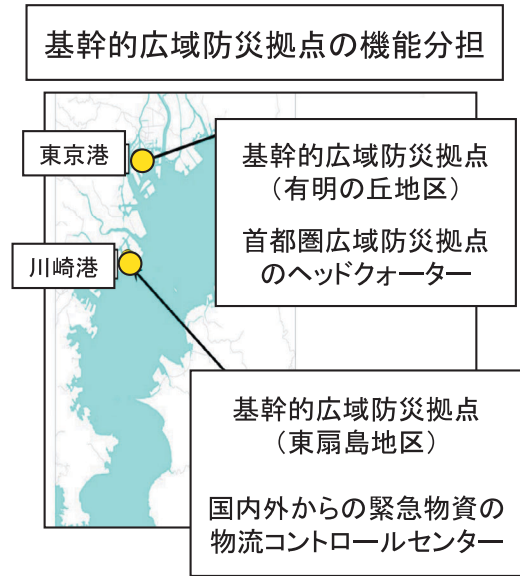 基幹的広域防災拠点の機能分担
東京港
基幹的広域防災拠点
（有明の丘地区）
首都圏広域防災拠点
のヘッドクォーター
川崎港
基幹的広域防災拠点
（東扇島地区）
国内外からの緊急物資の
物流コントロールセンター